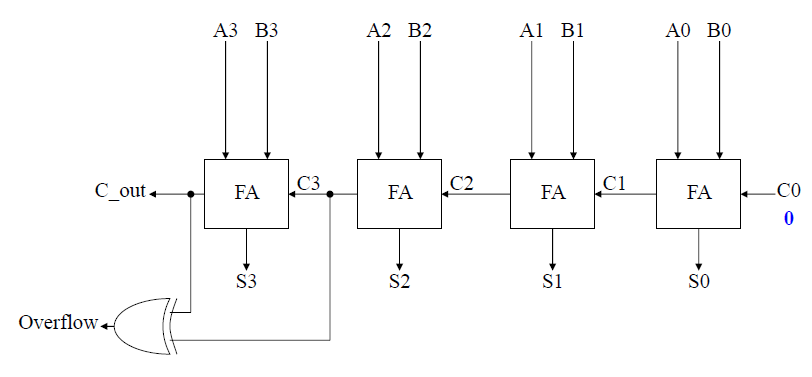 A3 B3 A2 B2 A1 B1 A0 B0
C_out FA C3 FA C2 FA C1 FA C0
0
S3 S2 S1 S0
Overflow